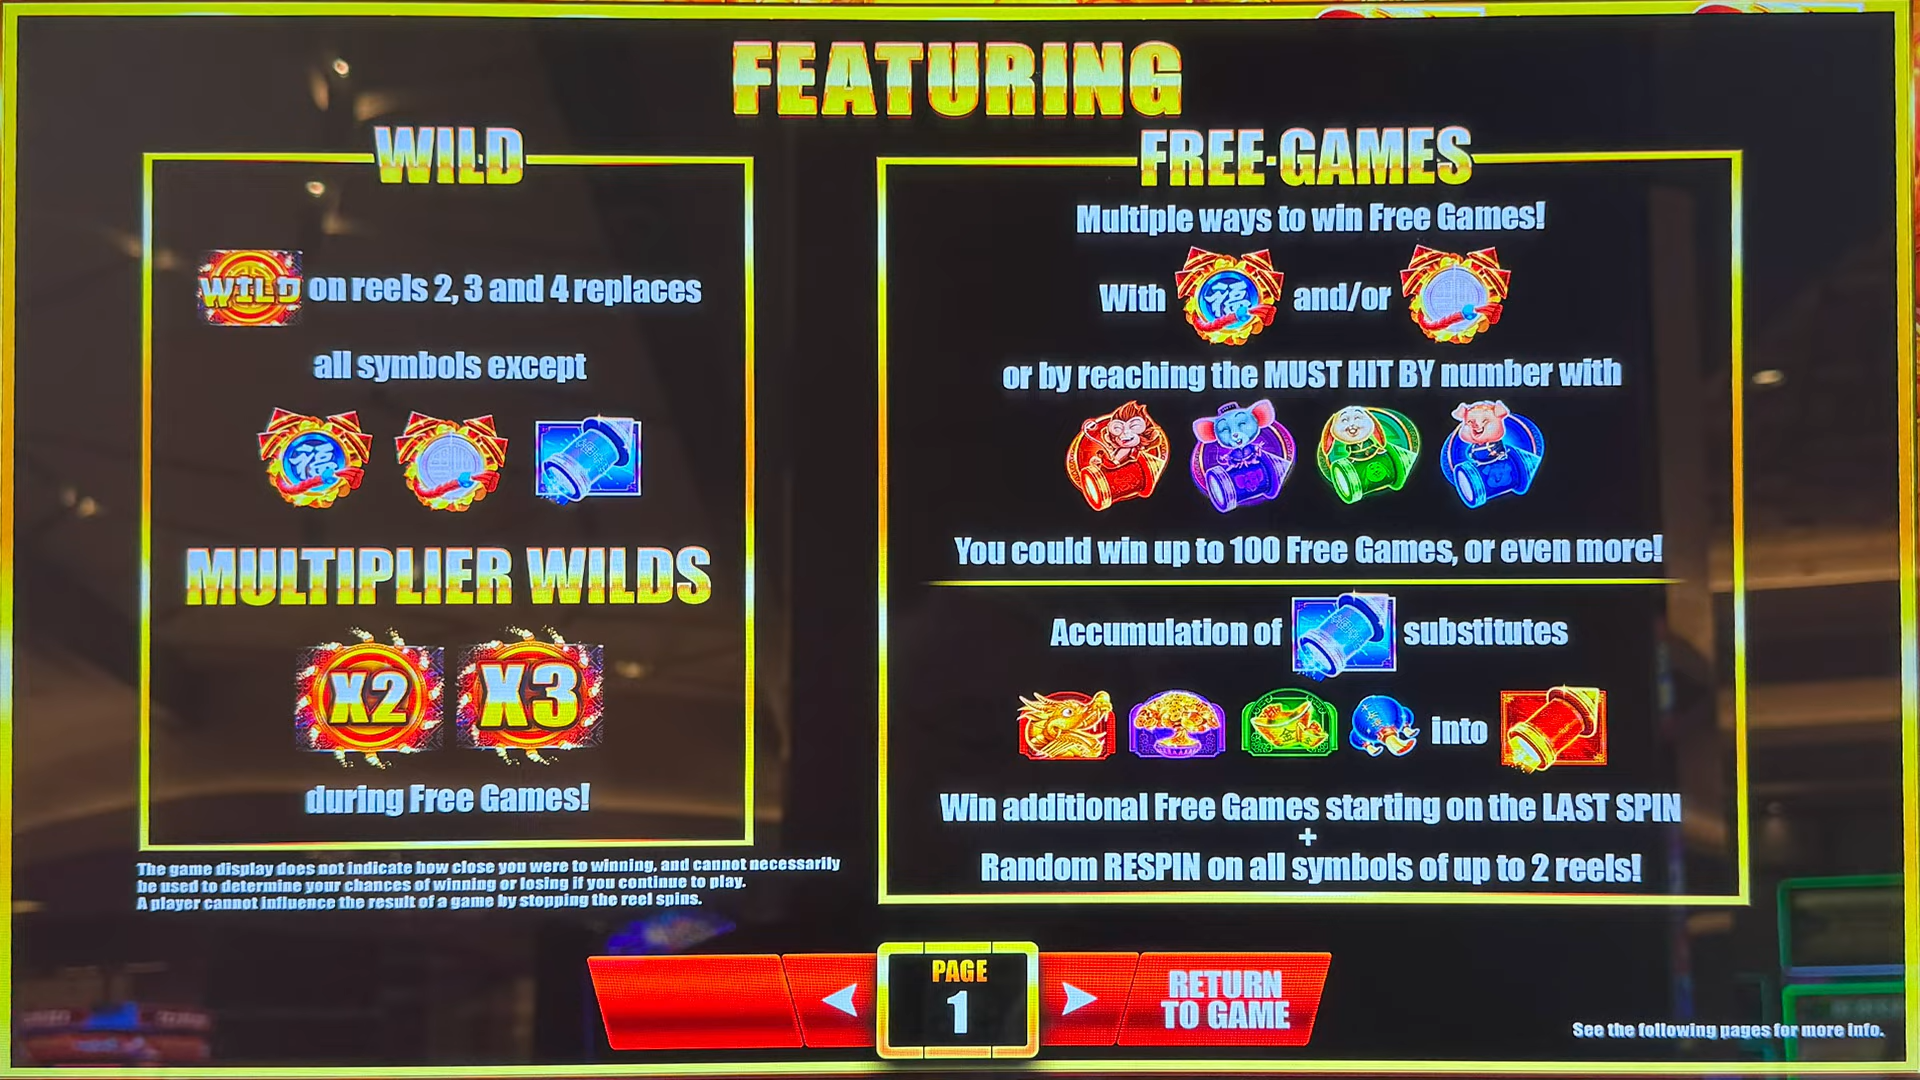 FEATURING
WILD
WILD on reels 2, 3 and 4 replaces
all symbols except
福
MULTIPLIER WILDS
X2 X3
during Free Games!
The game display does not indicate how close you were to winning, and cannot necessarily
be used to determine your chances of winning or losing if you continue to play.
A player cannot influence the result of a game by stopping the reel spins.
FREE GAMES
Multiple ways to win Free Games!
With 福 and/or
or by reaching the MUST HIT BY number with
You could win up to 100 Free Games, or even more!
Accumulation of substitutes
金 into
Win additional Free Games starting on the LAST SPIN
+
Random RESPIN on all symbols of up to 2 reels!
PAGE
1
RETURN
TO GAME
See the following pages for more info.